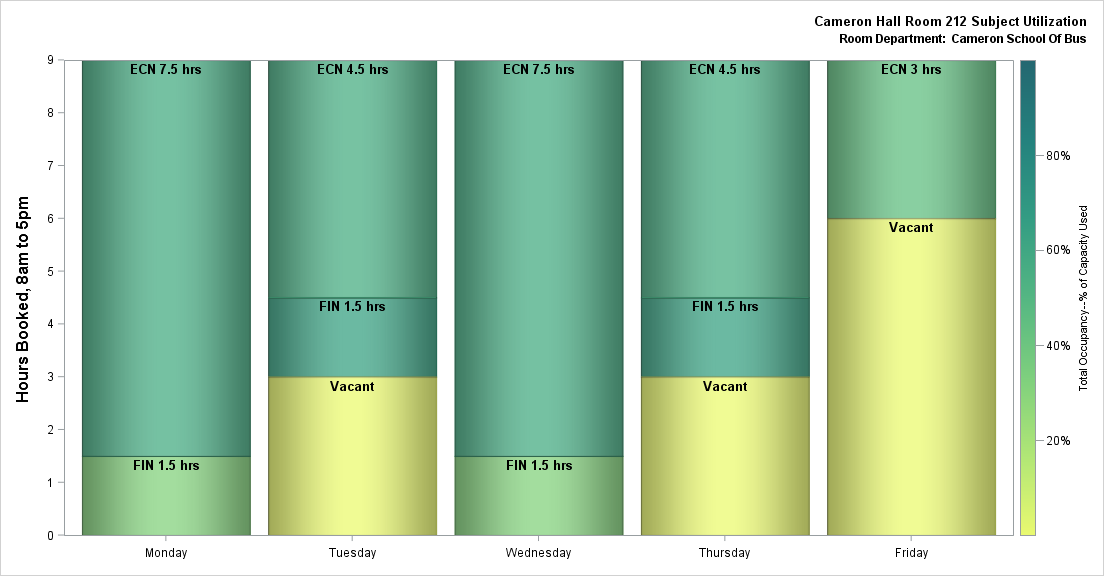 Cameron Hall Room 212 Subject Utilization
Room Department: Cameron School Of Bus
Hours Booked, 8am to 5pm
9
8
7
6
5
4
3
2
1
0
ECN 7.5 hrs
FIN 1.5 hrs
ECN 4.5 hrs
FIN 1.5 hrs
Vacant
ECN 7.5 hrs
FIN 1.5 hrs
ECN 4.5 hrs
FIN 1.5 hrs
Vacant
ECN 3 hrs
Vacant
Monday
Tuesday
Wednesday
Thursday
Friday
80%
60%
40%
20%
Total Occupancy--% of Capacity Used